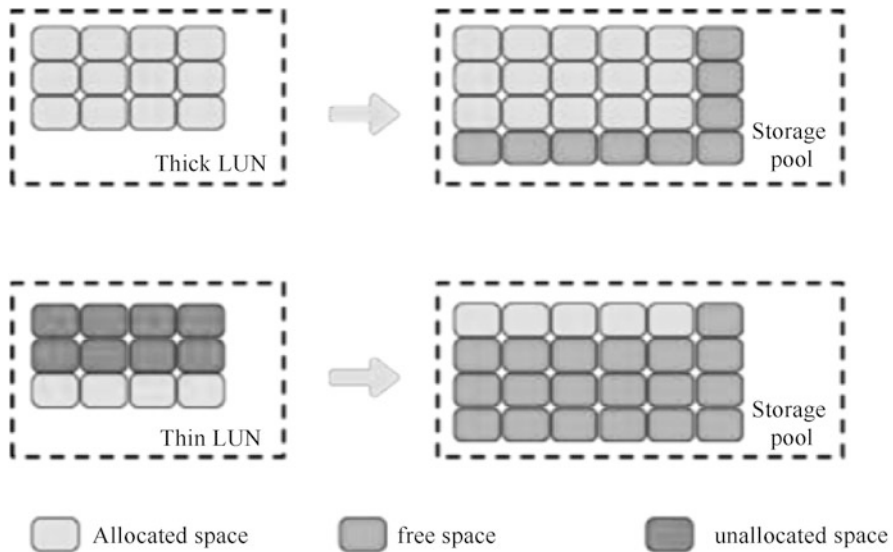 Thick LUN
Storage
pool
Thin LUN
Storage
pool
Allocated space
free space
unallocated space